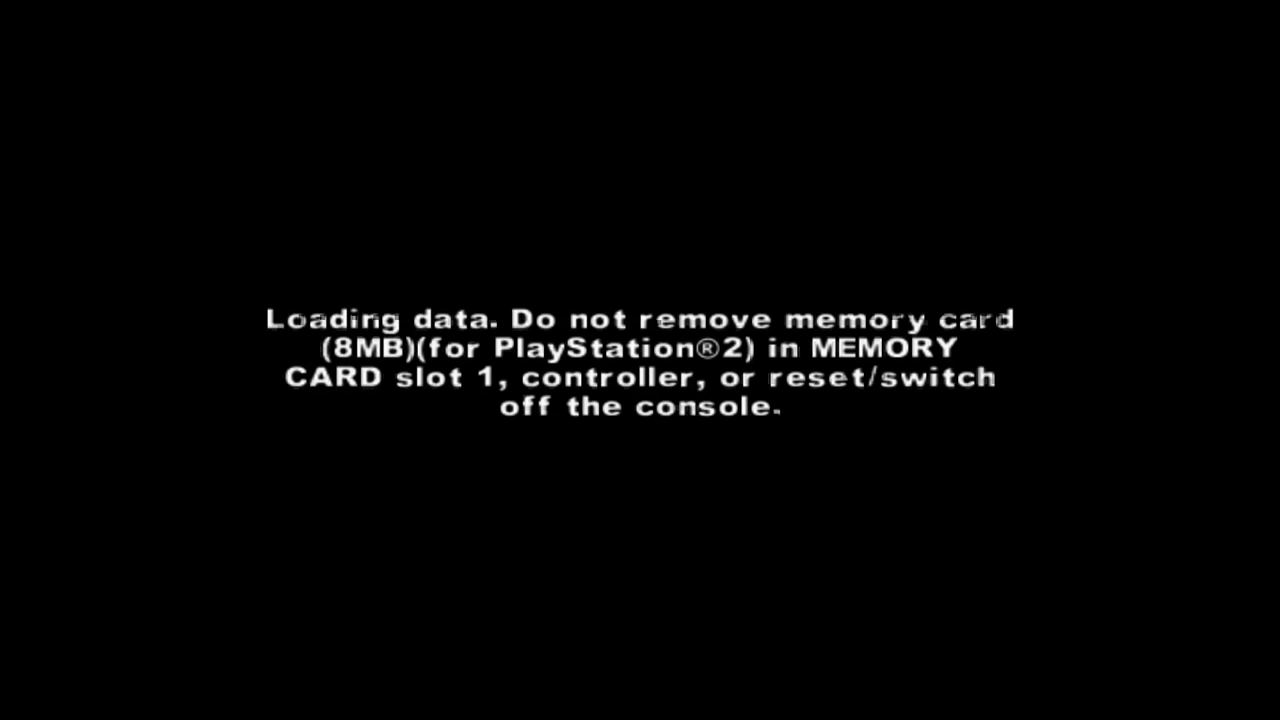 Loading data. Do not remove memory card
(8MB)(for PlayStation®2) in MEMORY
CARD slot 1, controller, or reset/switch
off the console.